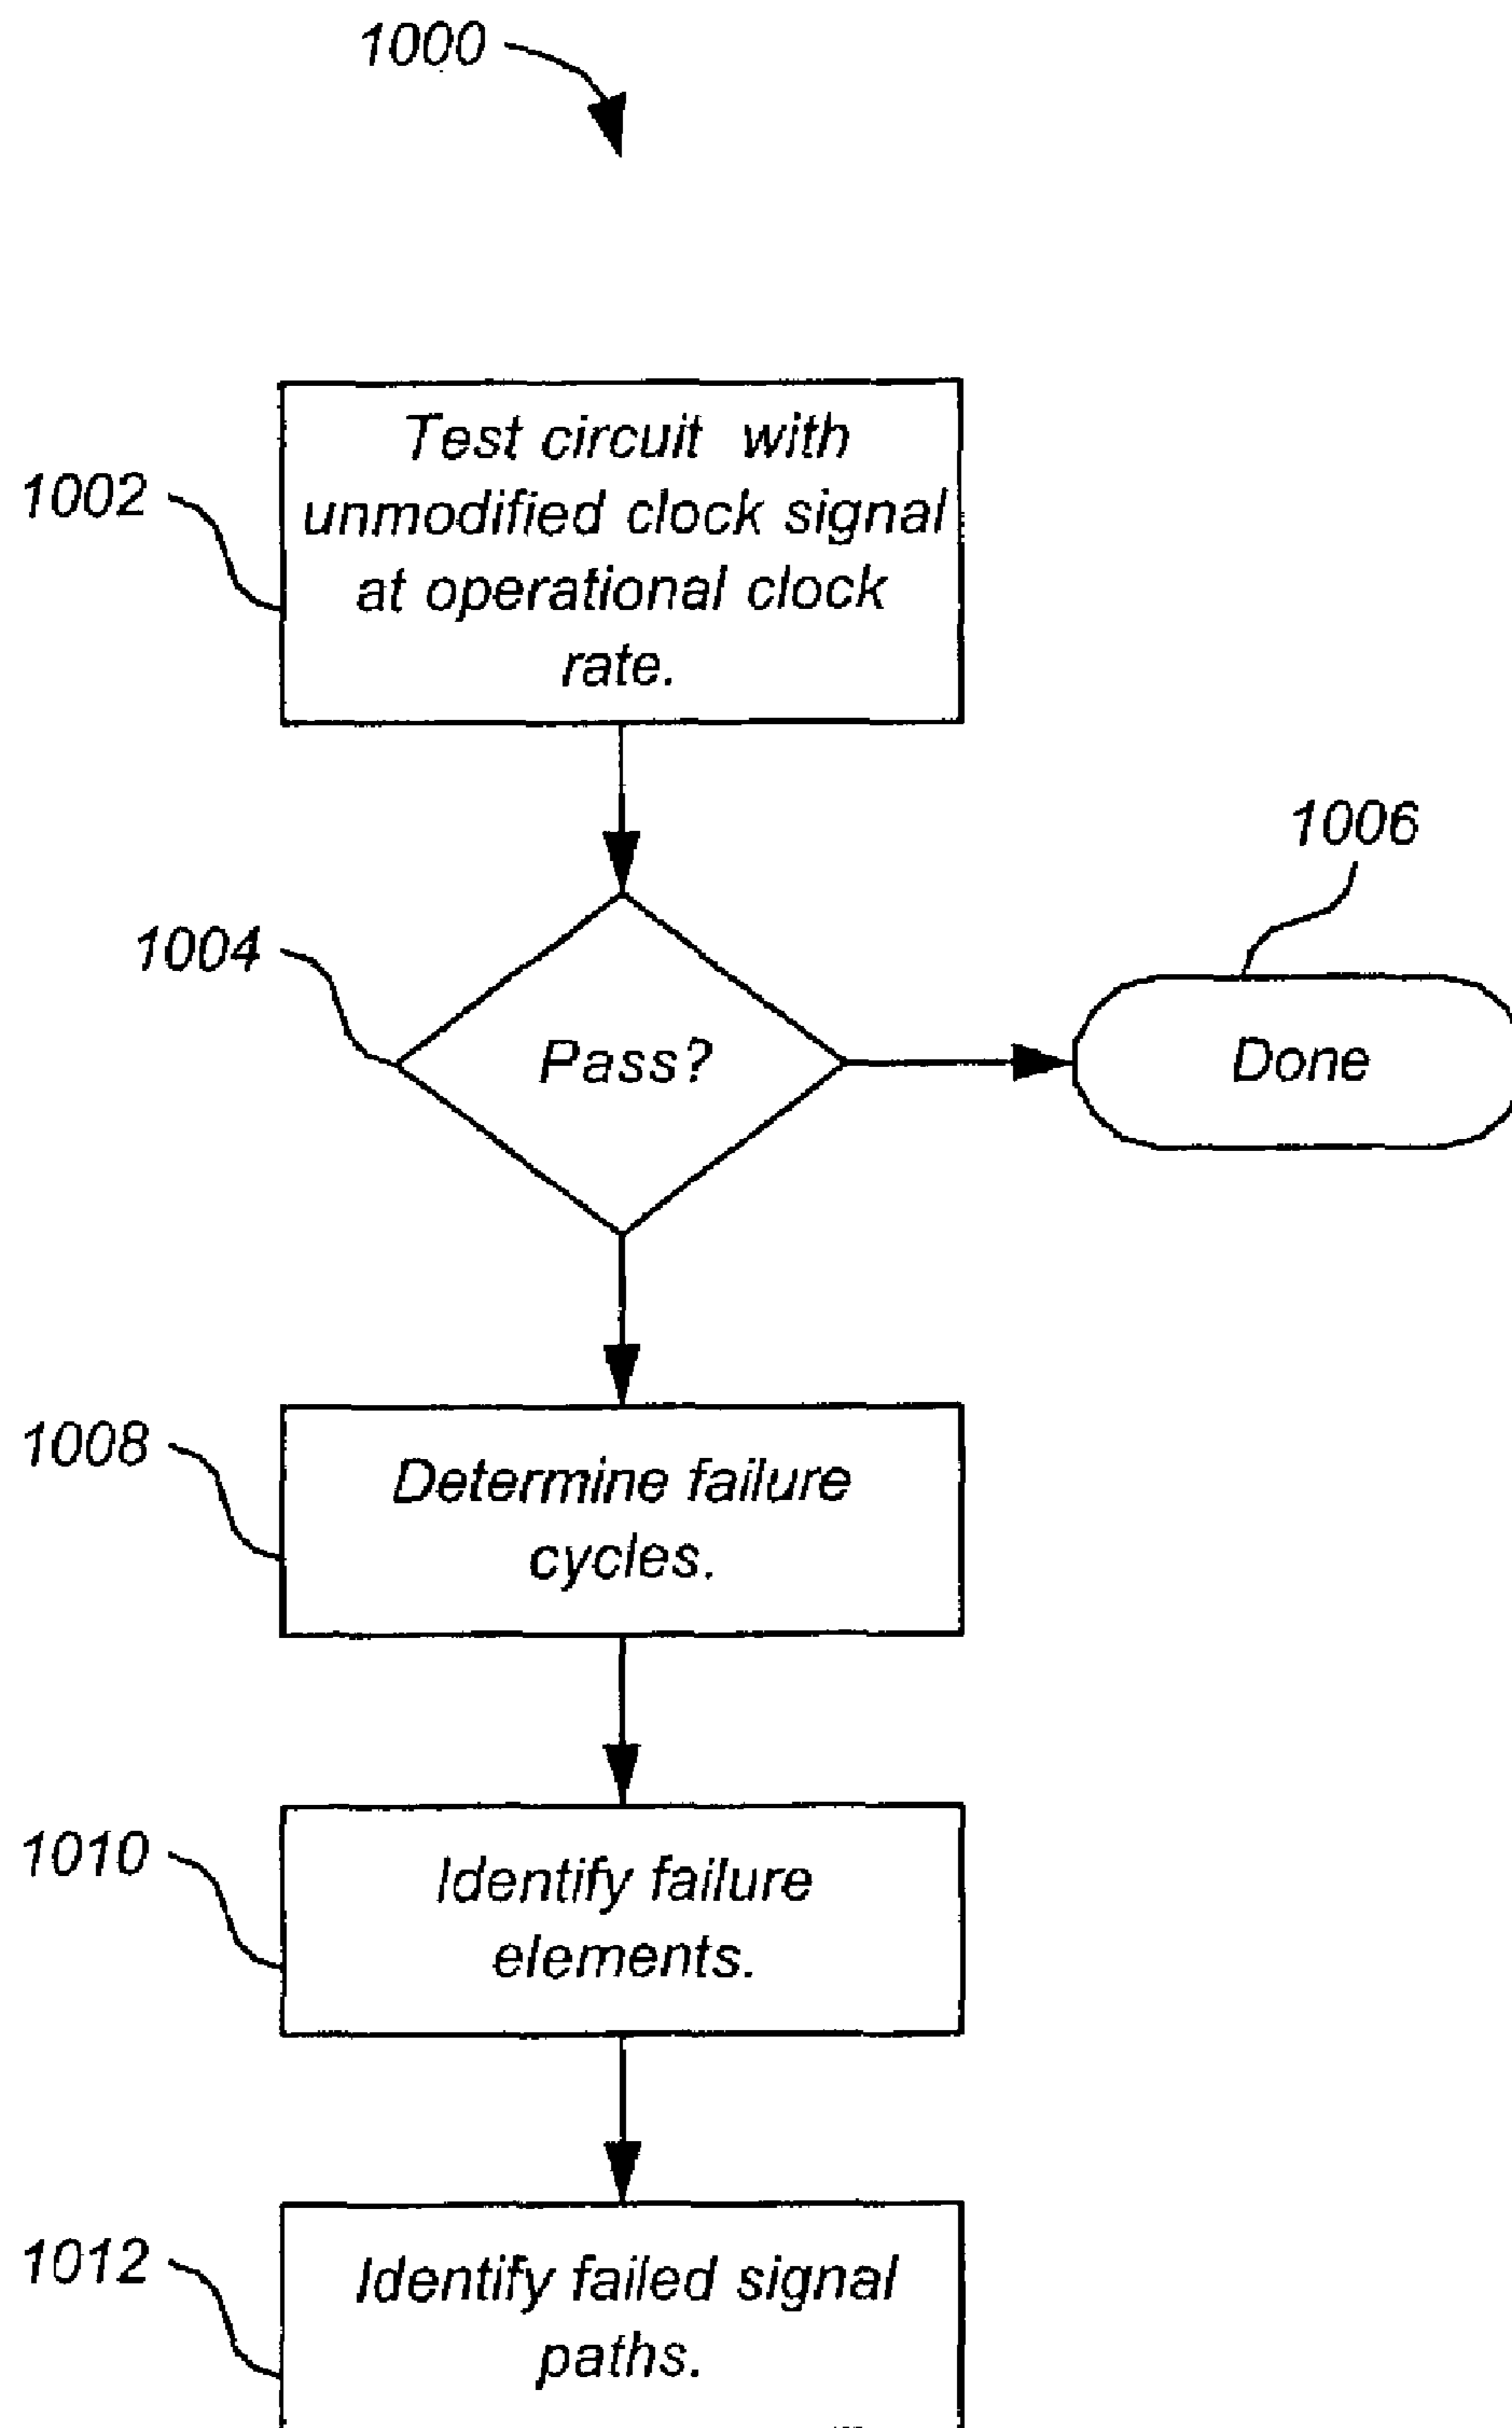 1000
1002
Test circuit with
unmodified clock signal
at operational clock
rate.
1006
1004
Pass?
Done
1008
Determine failure
cycles.
1010
Identify failure
elements.
1012
Identify failed signal
paths.